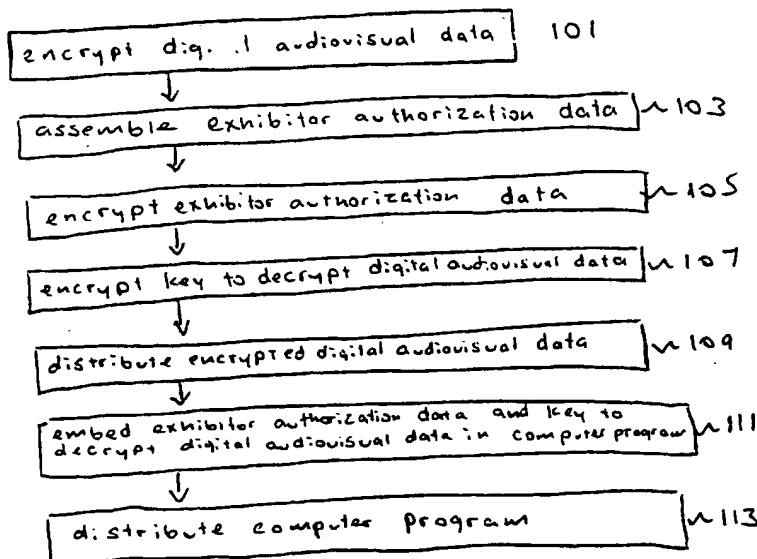 encrypt dig. .l audiovisual data 101
assemble exhibitor authorization data 103
encrypt exhibitor authorization data 105
encrypt key to decrypt digital audiovisual data 107
distribute encrypted digital audiovisual data 109
embed exhibitor authorization data and key to
decrypt digital audiovisual data in computer program 111
distribute computer program 113